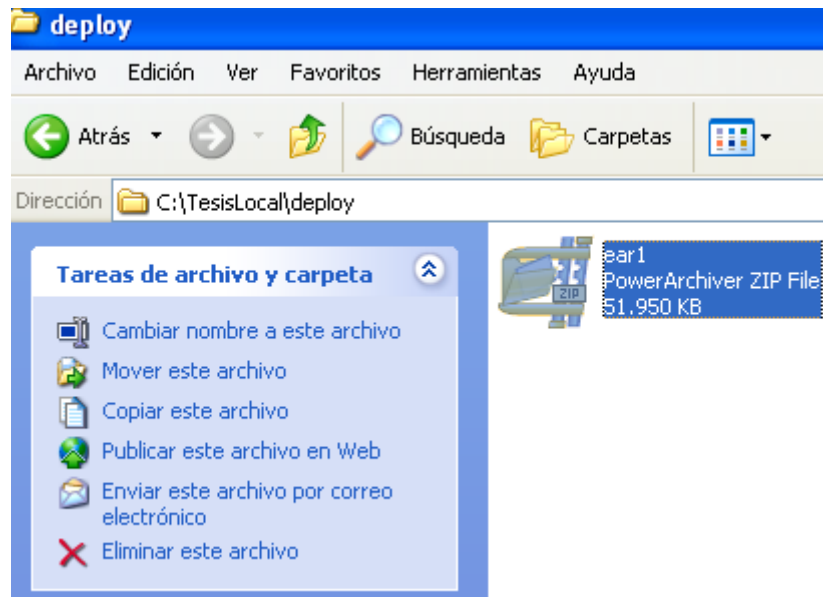 deploy
Archivo Edición Ver Favoritos Herramientas Ayuda
Atrás Búsqueda Carpetas
Dirección C:\TesisLocal\deploy
Tareas de archivo y carpeta
Cambiar nombre a este archivo
Mover este archivo
Copiar este archivo
Publicar este archivo en Web
Enviar este archivo por correo
electrónico
Eliminar este archivo
ZIP
ear1
PowerArchiver ZIP File
51.950 KB